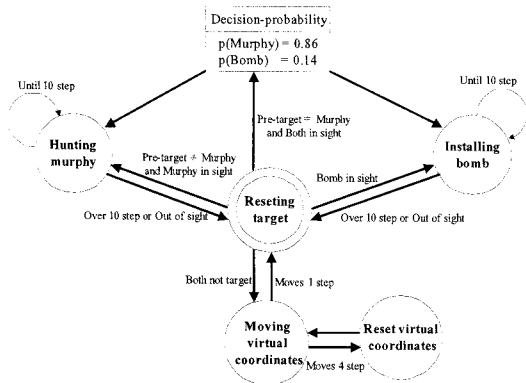 Decision-probability
p(Murphy) = 0.86
p(Bomb) = 0.14
Until 10 step
Until 10 step
Hunting
murphy
Pre-target = Murphy
and Both in sight
Installing
bomb
Pre-target ≠ Murphy
and Murphy in sight
Bomb in sight
Reseting
target
Over 10 step or Out of sight
Over 10 step or Out of sight
Both not target
Moves 1 step
Moving
virtual
coordinates
Reset virtual
coordinates
Moves 4 step